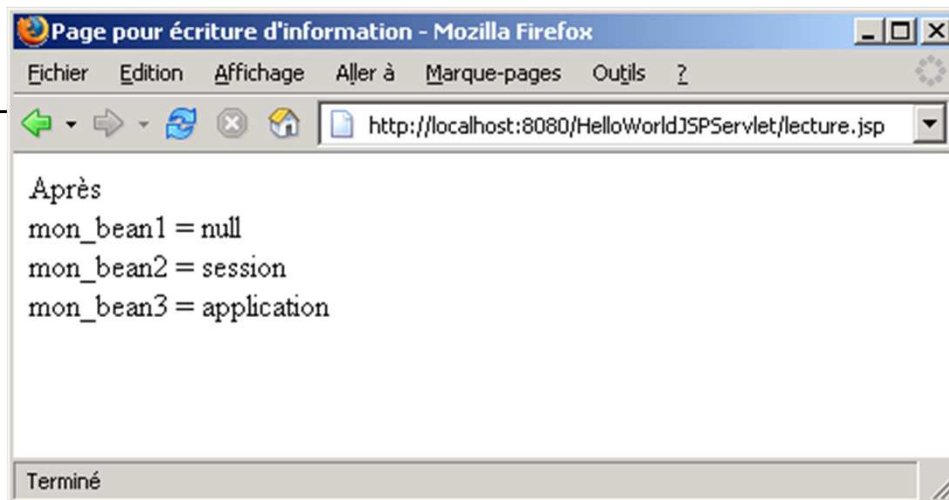 Page pour écriture d'information - Mozilla Firefox
Fichier Edition Affichage Aller à Marque-pages Outils ?
http://localhost:8080/HelloWorldJSPServlet/lecture.jsp
Après
mon_bean1 = null
mon_bean2 = session
mon_bean3 = application
Terminé